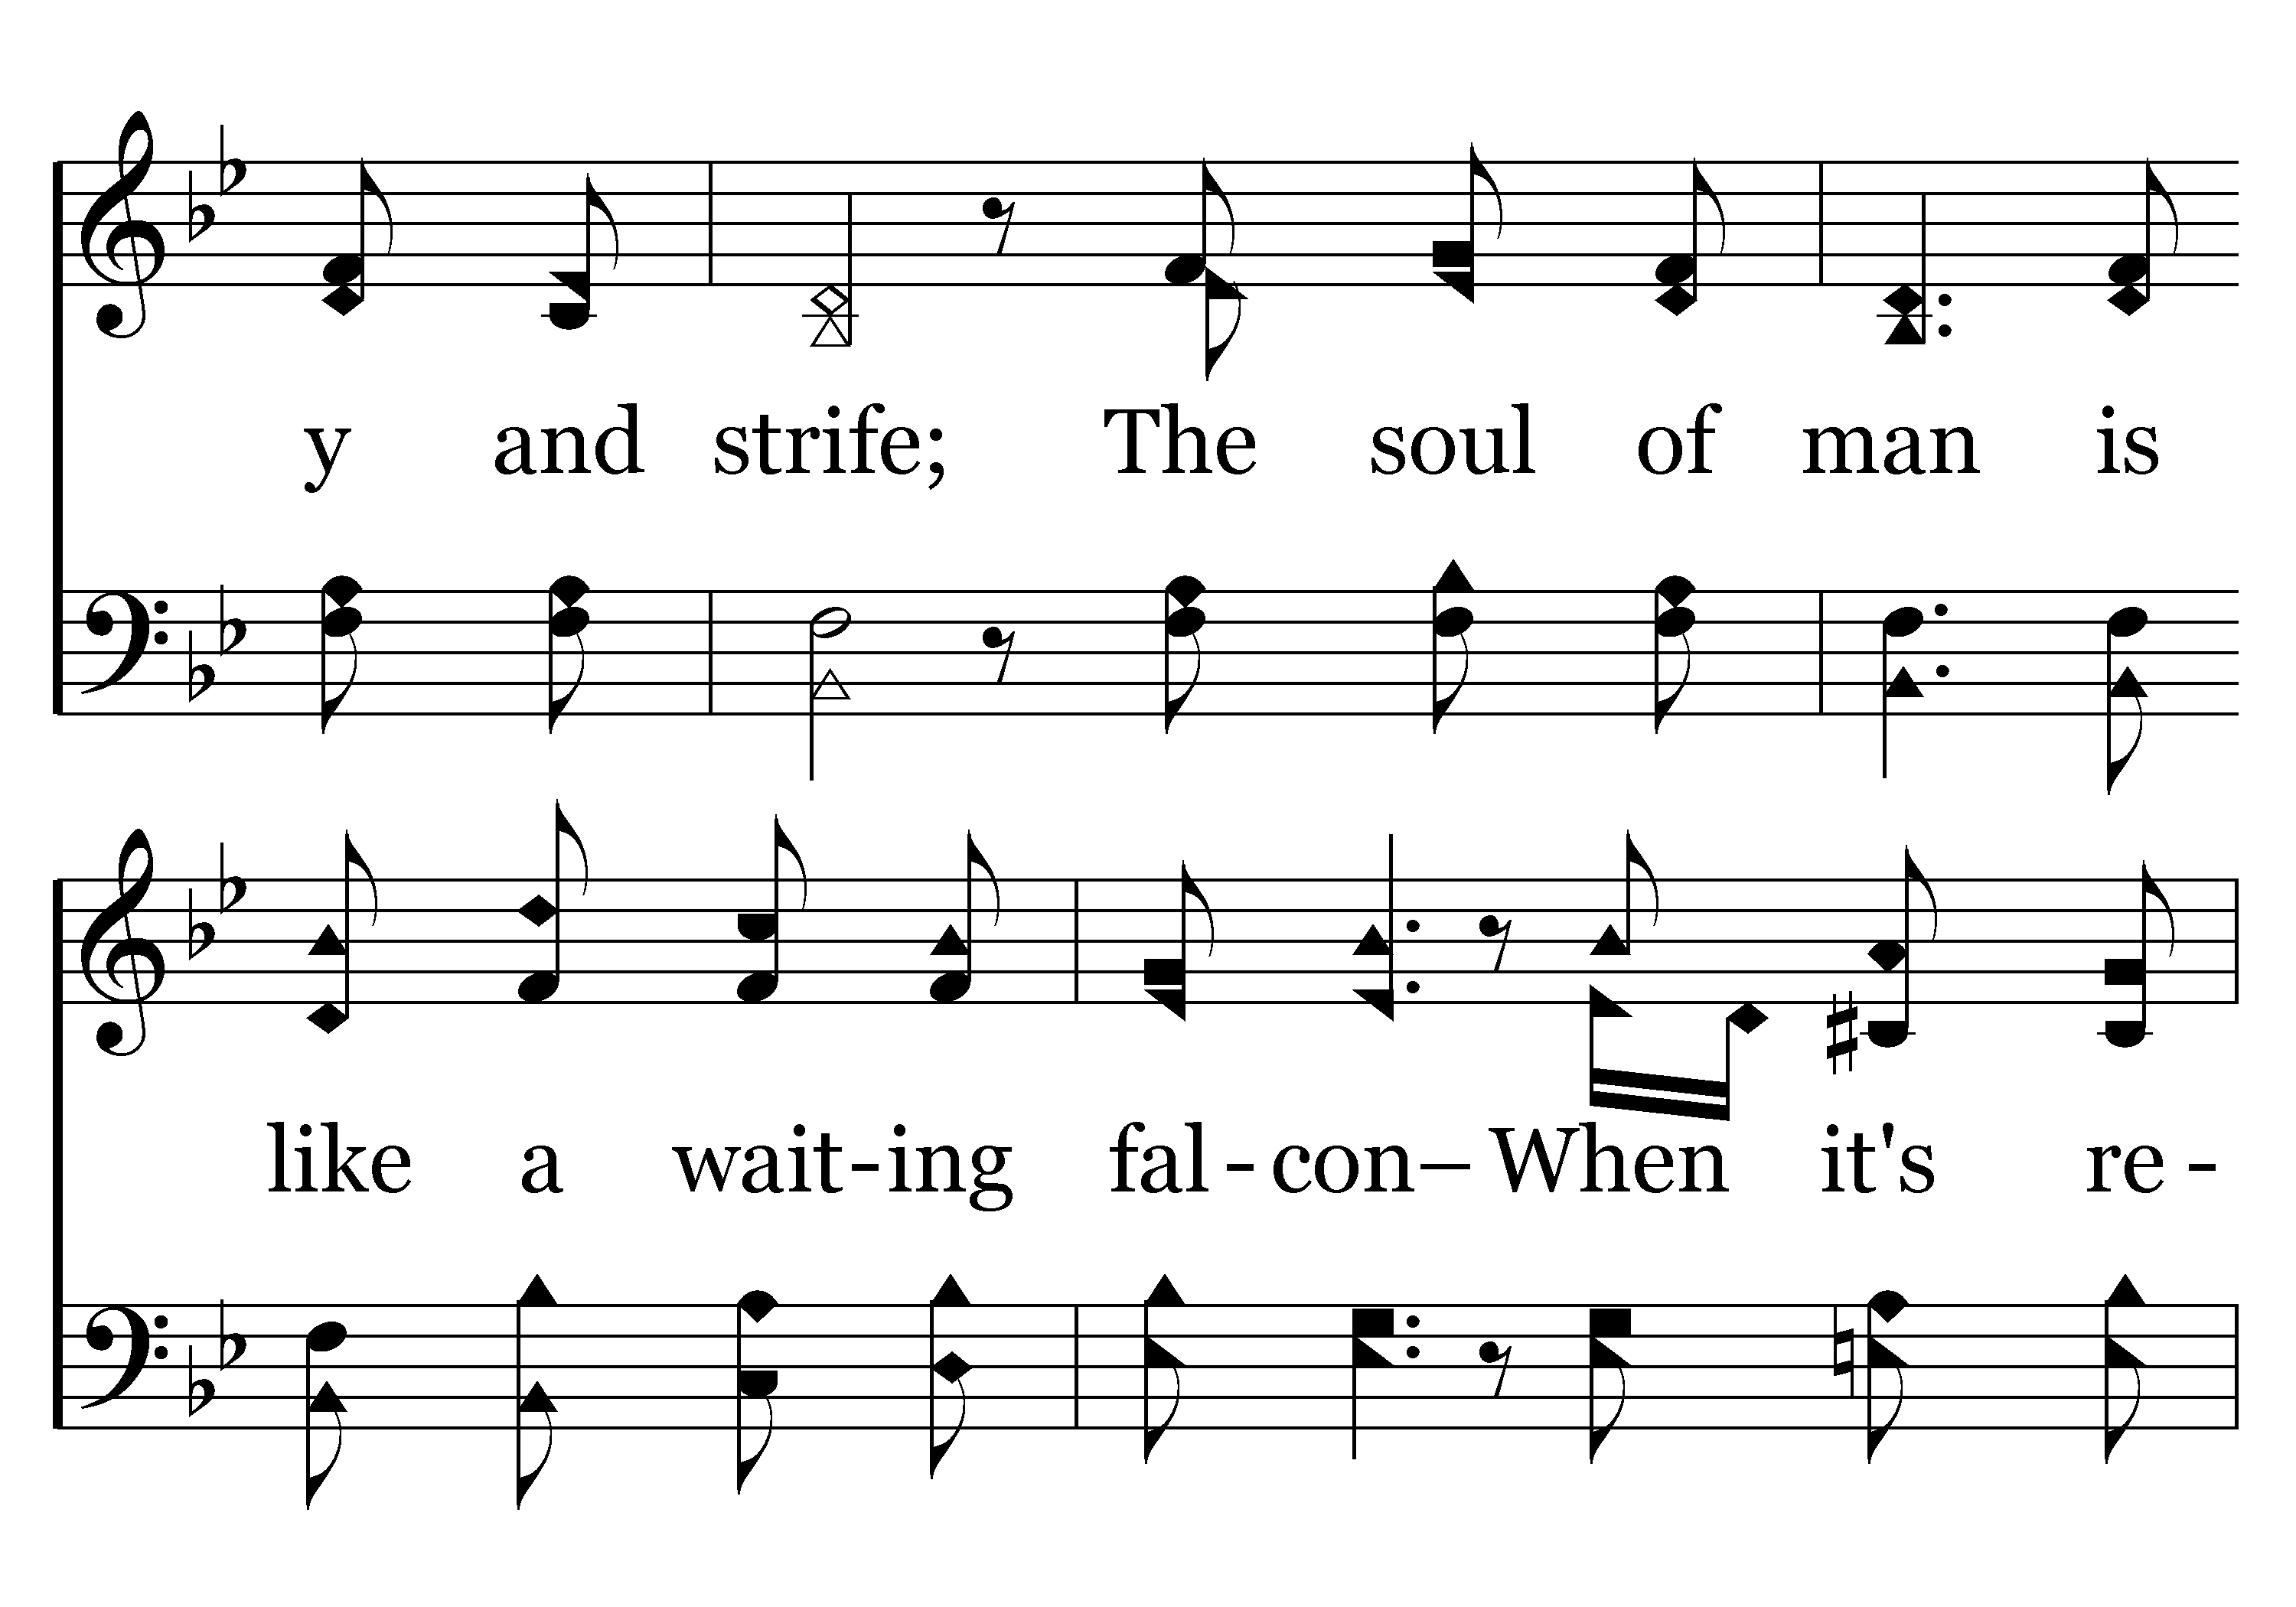 y and strife; The soul of man is
like a wait-ing fal-con—When it's re-